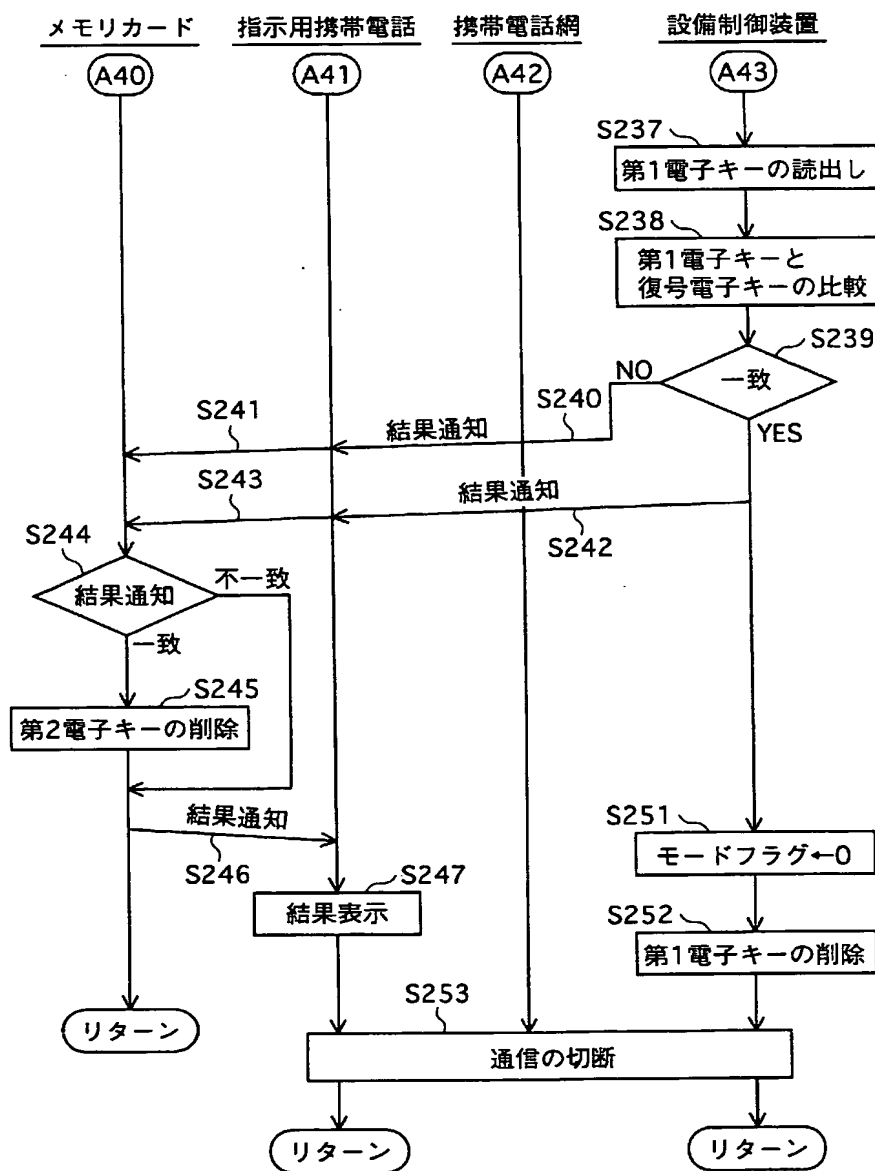 メモリカード 指示用携帯電話 携帯電話網 設備制御装置
A40 A41 A42 A43
S237
第1電子キーの読出し
S238
第1電子キーと
復号電子キーの比較
S239
一致
NO
YES
S240
結果通知
S241
結果通知
S242
S243
S244
結果通知
不一致
一致
S245
第2電子キーの削除
結果通知
S246
S247
結果表示
S251
モードフラグ←0
S252
第1電子キーの削除
S253
通信の切断
リターン
リターン
リターン